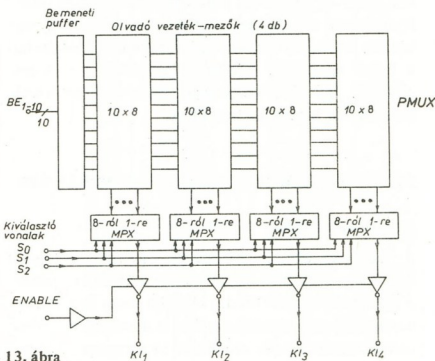 Bemeneti
puffer
Olvadó vezeték-mezők (4 db)
BE1-10
10
10 x 8
10 x 8
10 x 8
10 x 8
PMUX
Kiválasztó
vonalak
8-ról 1-re
MPX
8-ról 1-re
MPX
8-ról 1-re
MPX
8-ról 1-re
MPX
S0
S1
S2
ENABLE
KI1
KI2
KI3
KI4
13. ábra